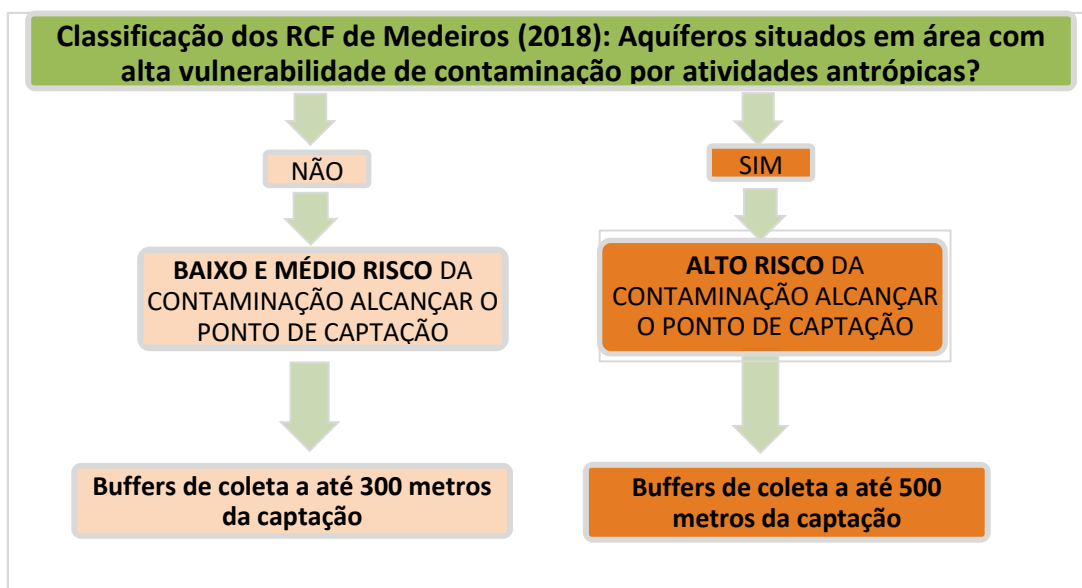 Classificação dos RCF de Medeiros (2018): Aquíferos situados em área com
alta vulnerabilidade de contaminação por atividades antrópicas?
NÃO
SIM
BAIXO E MÉDIO RISCO DA
CONTAMINAÇÃO ALCANÇAR O
PONTO DE CAPTAÇÃO
ALTO RISCO DA
CONTAMINAÇÃO ALCANÇAR
O PONTO DE CAPTAÇÃO
Buffers de coleta a até 300 metros
da captação
Buffers de coleta a até 500
metros da captação